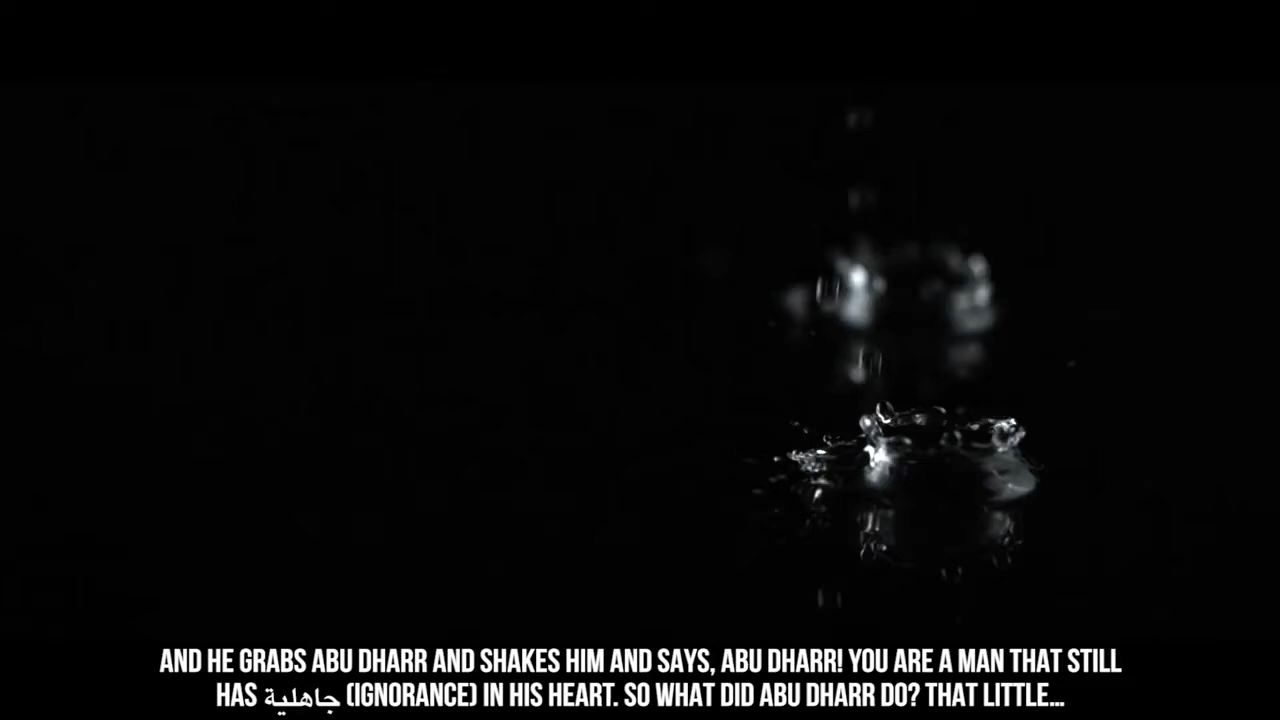 AND HE GRABS ABU DHARR AND SHAKES HIM AND SAYS, ABU DHARR! YOU ARE A MAN THAT STILL
HAS جاهلية (IGNORANCE) IN HIS HEART. SO WHAT DID ABU DHARR DO? THAT LITTLE...